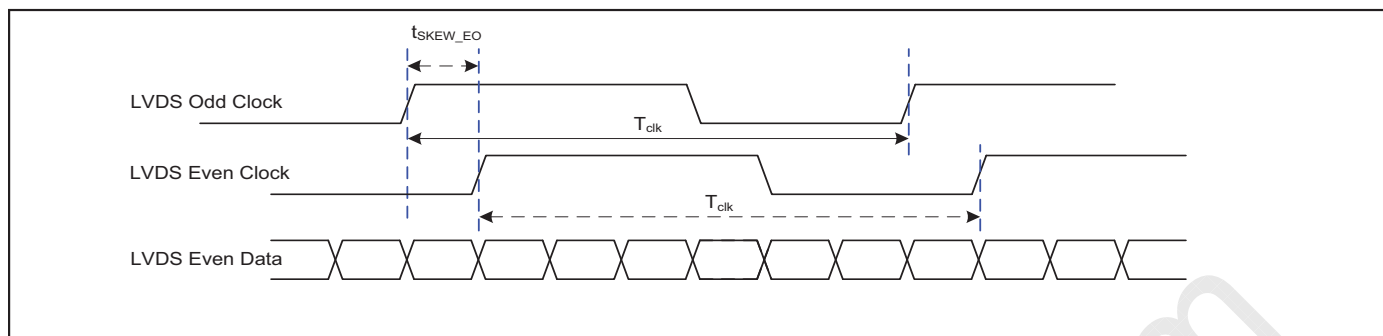 tSKEW_EO
LVDS Odd Clock
Tclk
LVDS Even Clock
Tclk
LVDS Even Data